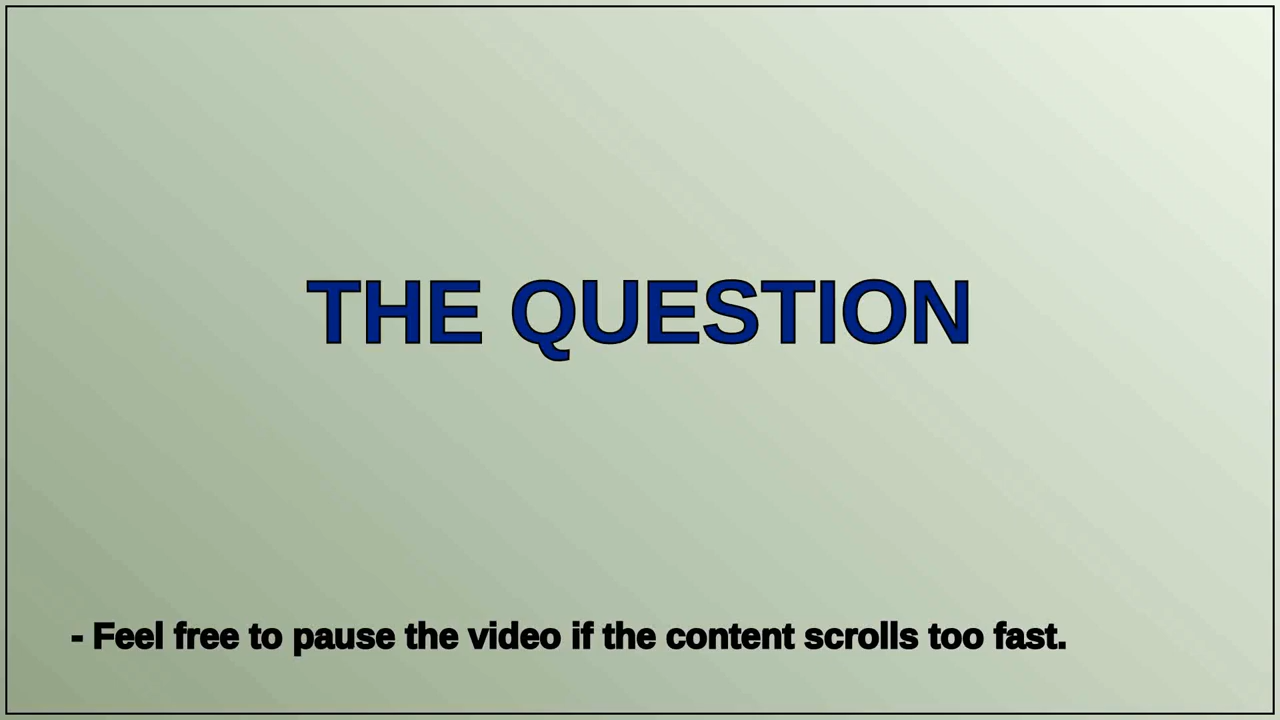 THE QUESTION
- Feel free to pause the video if the content scrolls too fast.